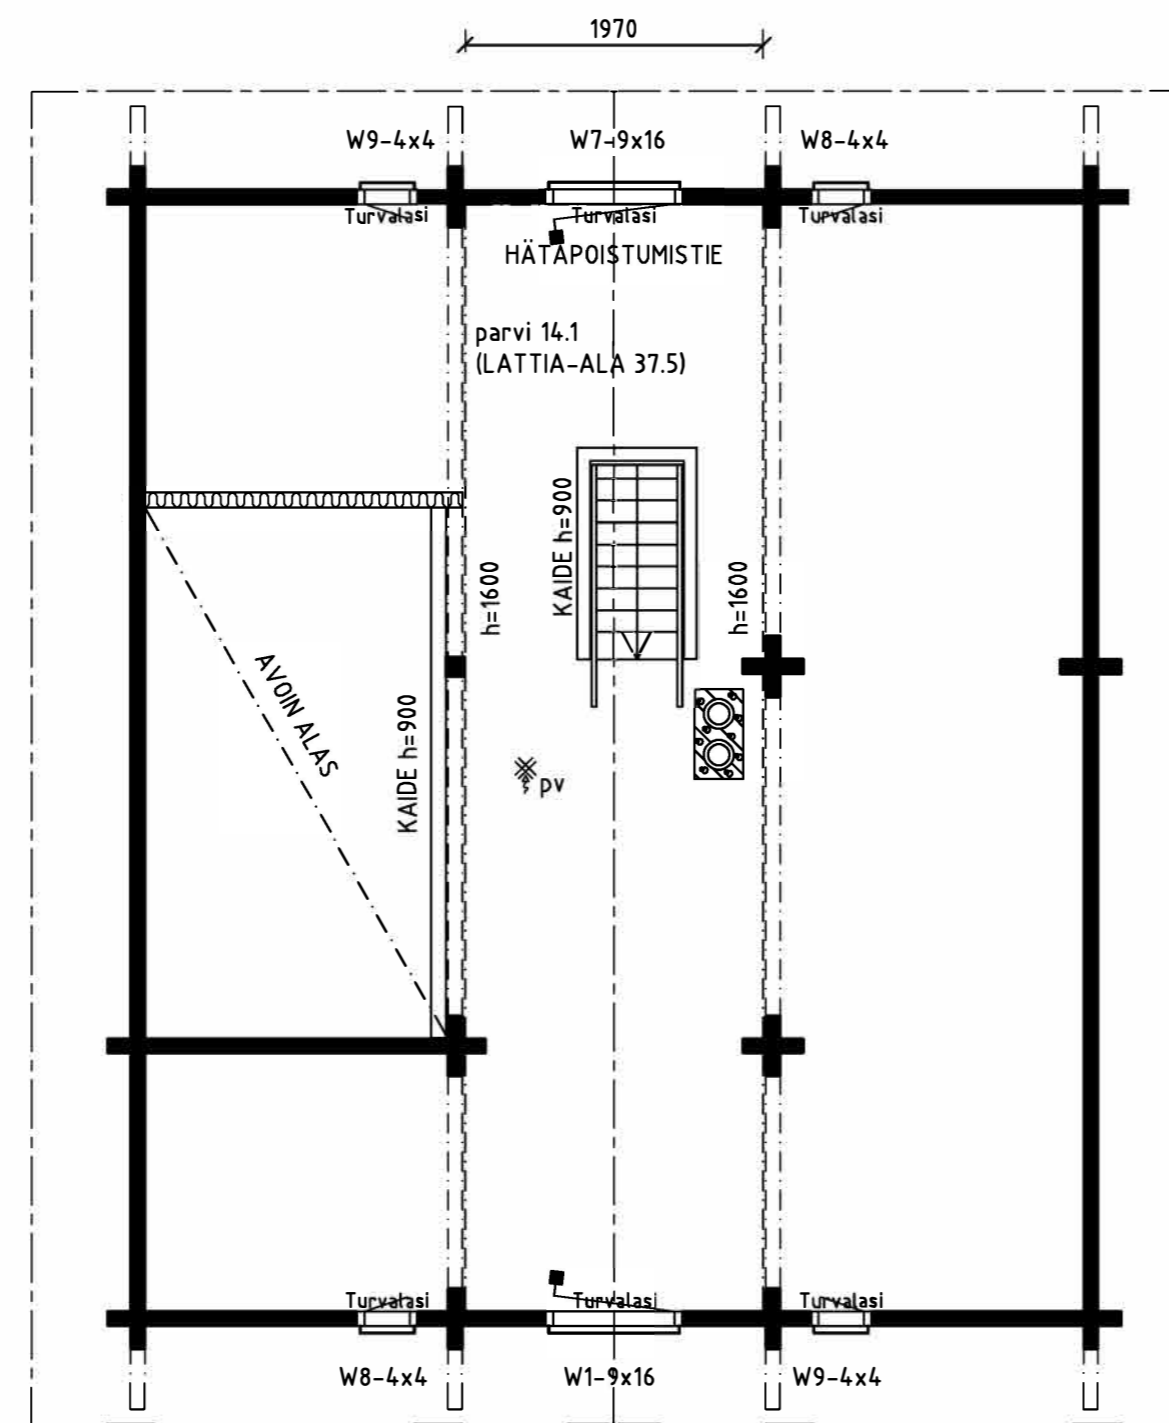 1970
W9-4x4
W7-9x16
W8-4x4
Turvalasi
Turvalasi
Turvalasi
HÄTÄPOISTUMISTIE
parvi 14.1
(LATTIA-ALA 37.5)
KAIDE h=900
h=1600
h=1600
AVOIN ALAS
KAIDE h=900
pv
Turvalasi
Turvalasi
Turvalasi
W8-4x4
W1-9x16
W9-4x4